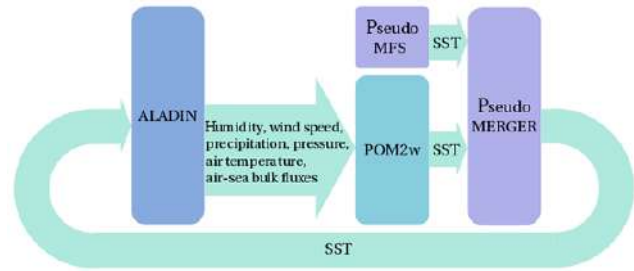 Pseudo
MFS
SST
Pseudo
MERGER
ALADIN
Humidity, wind speed,
precipitation, pressure,
air temperature,
air-sea bulk fluxes
POM2w
SST
SST